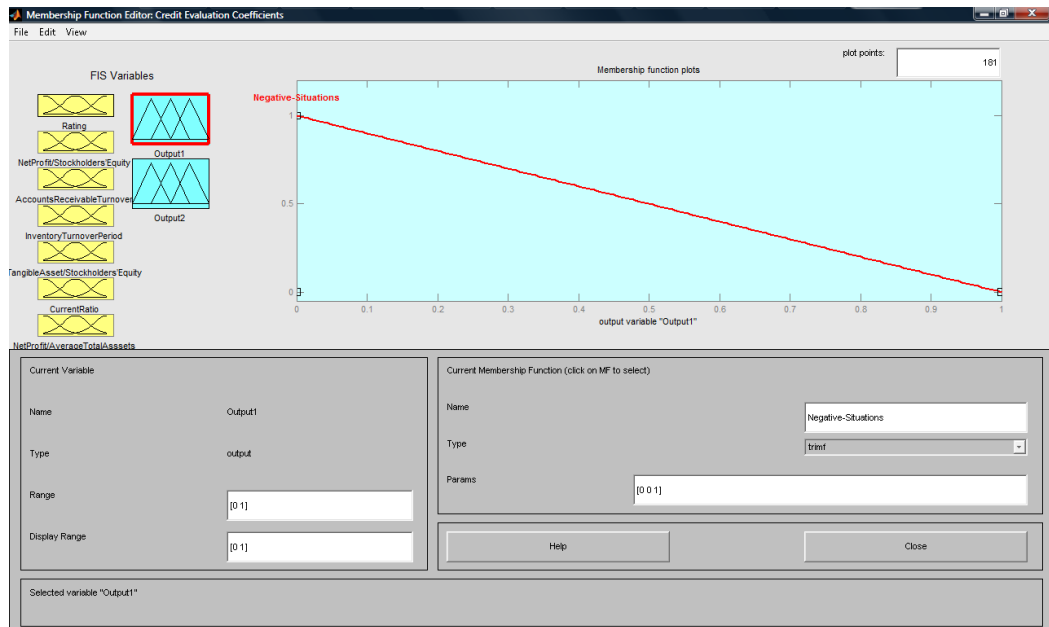 Membership Function Editor: Credit Evaluation Coefficients
File Edit View
FIS Variables
Rating
NetProfit/Stockholders'Equity
AccountsReceivableTurnover
InventoryTurnoverPeriod
TangibleAsset/Stockholders'Equity
CurrentRatio
NetProfit/AverageTotalAsssets
Output1
Output2
plot points:
181
Membership function plots
Negative-Situations
1
0.5
0
0 0.1 0.2 0.3 0.4 0.5 0.6 0.7 0.8 0.9 1
output variable "Output1"
Current Variable
Name Output1
Type output
Range [0 1]
Display Range [0 1]
Current Membership Function (click on MF to select)
Name Negative-Situations
Type trimf
Params [0 0 1]
Help Close
Selected variable "Output1"